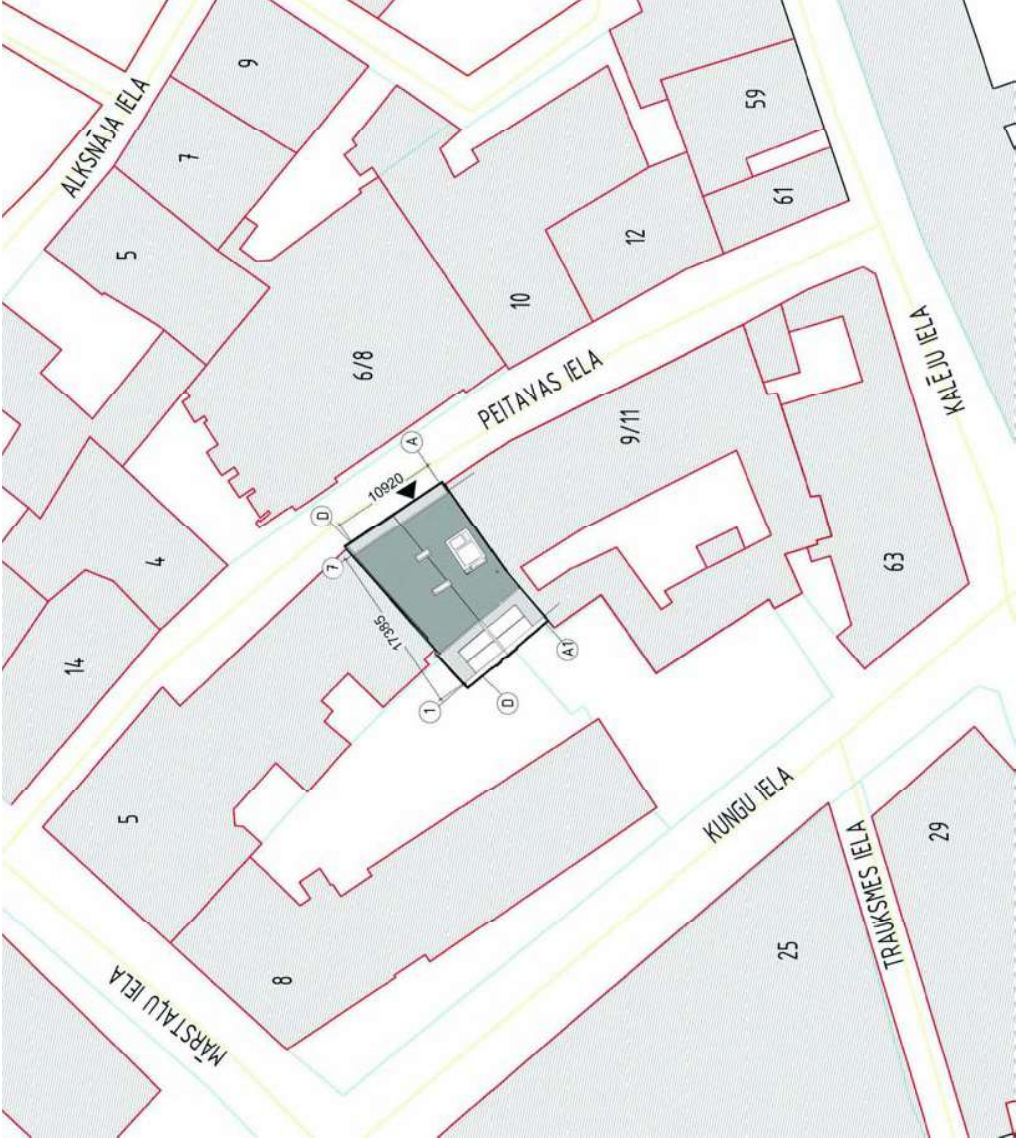 9
ALKSNĀJA IELA
7
59
5
61
12
10
6/8
PEITAVAS IELA
KALĒJU IELA
9/11
A
10920
D
7
4
17385
63
14
A1
1
D
5
KUNGU IELA
29
TRAUKSMES IELA
25
8
MĀRSTAĻU IELA